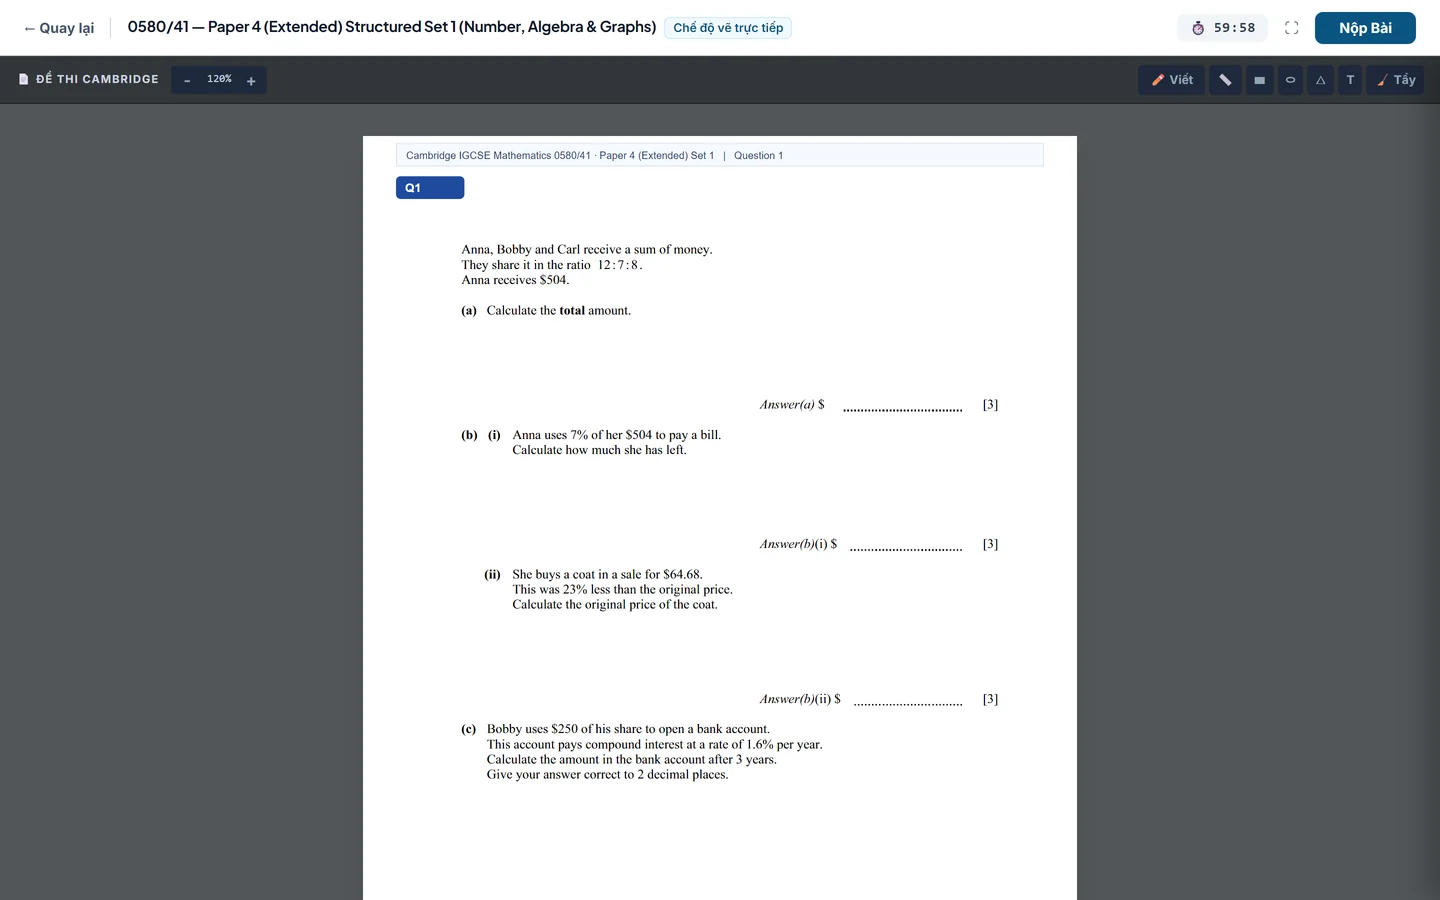 ← Quay lại
0580/41 — Paper 4 (Extended) Structured Set 1 (Number, Algebra & Graphs)
Chế độ vẽ trực tiếp
59:58
Nộp Bài
ĐỀ THI CAMBRIDGE
- 120% +
Viết
T
Tẩy
Cambridge IGCSE Mathematics 0580/41 · Paper 4 (Extended) Set 1 | Question 1
Q1
Anna, Bobby and Carl receive a sum of money.
They share it in the ratio 12 : 7 : 8 .
Anna receives $504.
(a) Calculate the total amount.
Answer(a) $ .................................. [3]
(b) (i) Anna uses 7% of her $504 to pay a bill.
Calculate how much she has left.
Answer(b)(i) $ ................................ [3]
(ii) She buys a coat in a sale for $64.68.
This was 23% less than the original price.
Calculate the original price of the coat.
Answer(b)(ii) $ ............................... [3]
(c) Bobby uses $250 of his share to open a bank account.
This account pays compound interest at a rate of 1.6% per year.
Calculate the amount in the bank account after 3 years.
Give your answer correct to 2 decimal places.